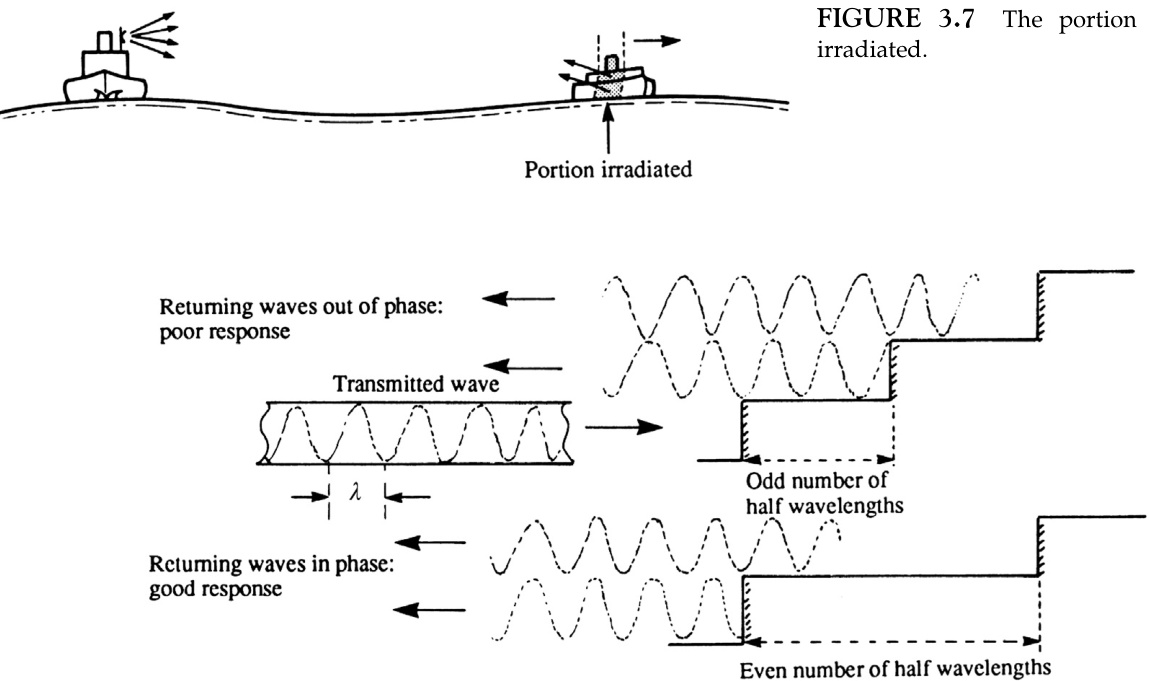 FIGURE 3.7 The portion
irradiated.
Portion irradiated
Returning waves out of phase:
poor response
Transmitted wave
λ
Odd number of
half wavelengths
Returning waves in phase:
good response
Even number of half wavelengths